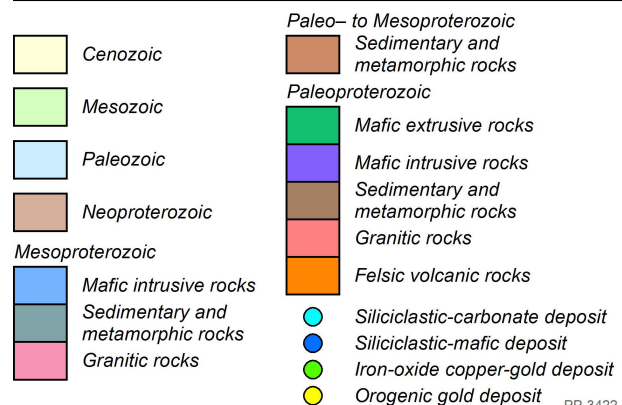 Cenozoic
Mesozoic
Paleozoic
Neoproterozoic
Mesoproterozoic
Mafic intrusive rocks
Sedimentary and
metamorphic rocks
Granitic rocks
Paleo– to Mesoproterozoic
Sedimentary and
metamorphic rocks
Paleoproterozoic
Mafic extrusive rocks
Mafic intrusive rocks
Sedimentary and
metamorphic rocks
Granitic rocks
Felsic volcanic rocks
Siliciclastic-carbonate deposit
Siliciclastic-mafic deposit
Iron-oxide copper-gold deposit
Orogenic gold deposit